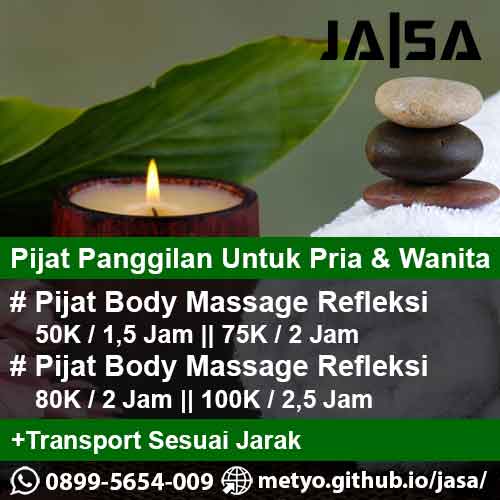 JA|SA
Pijat Panggilan Untuk Pria & Wanita
# Pijat Body Massage Refleksi
50K / 1,5 Jam || 75K / 2 Jam
# Pijat Body Massage Refleksi
80K / 2 Jam || 100K / 2,5 Jam
+Transport Sesuai Jarak
0899-5654-009 metyo.github.io/jasa/